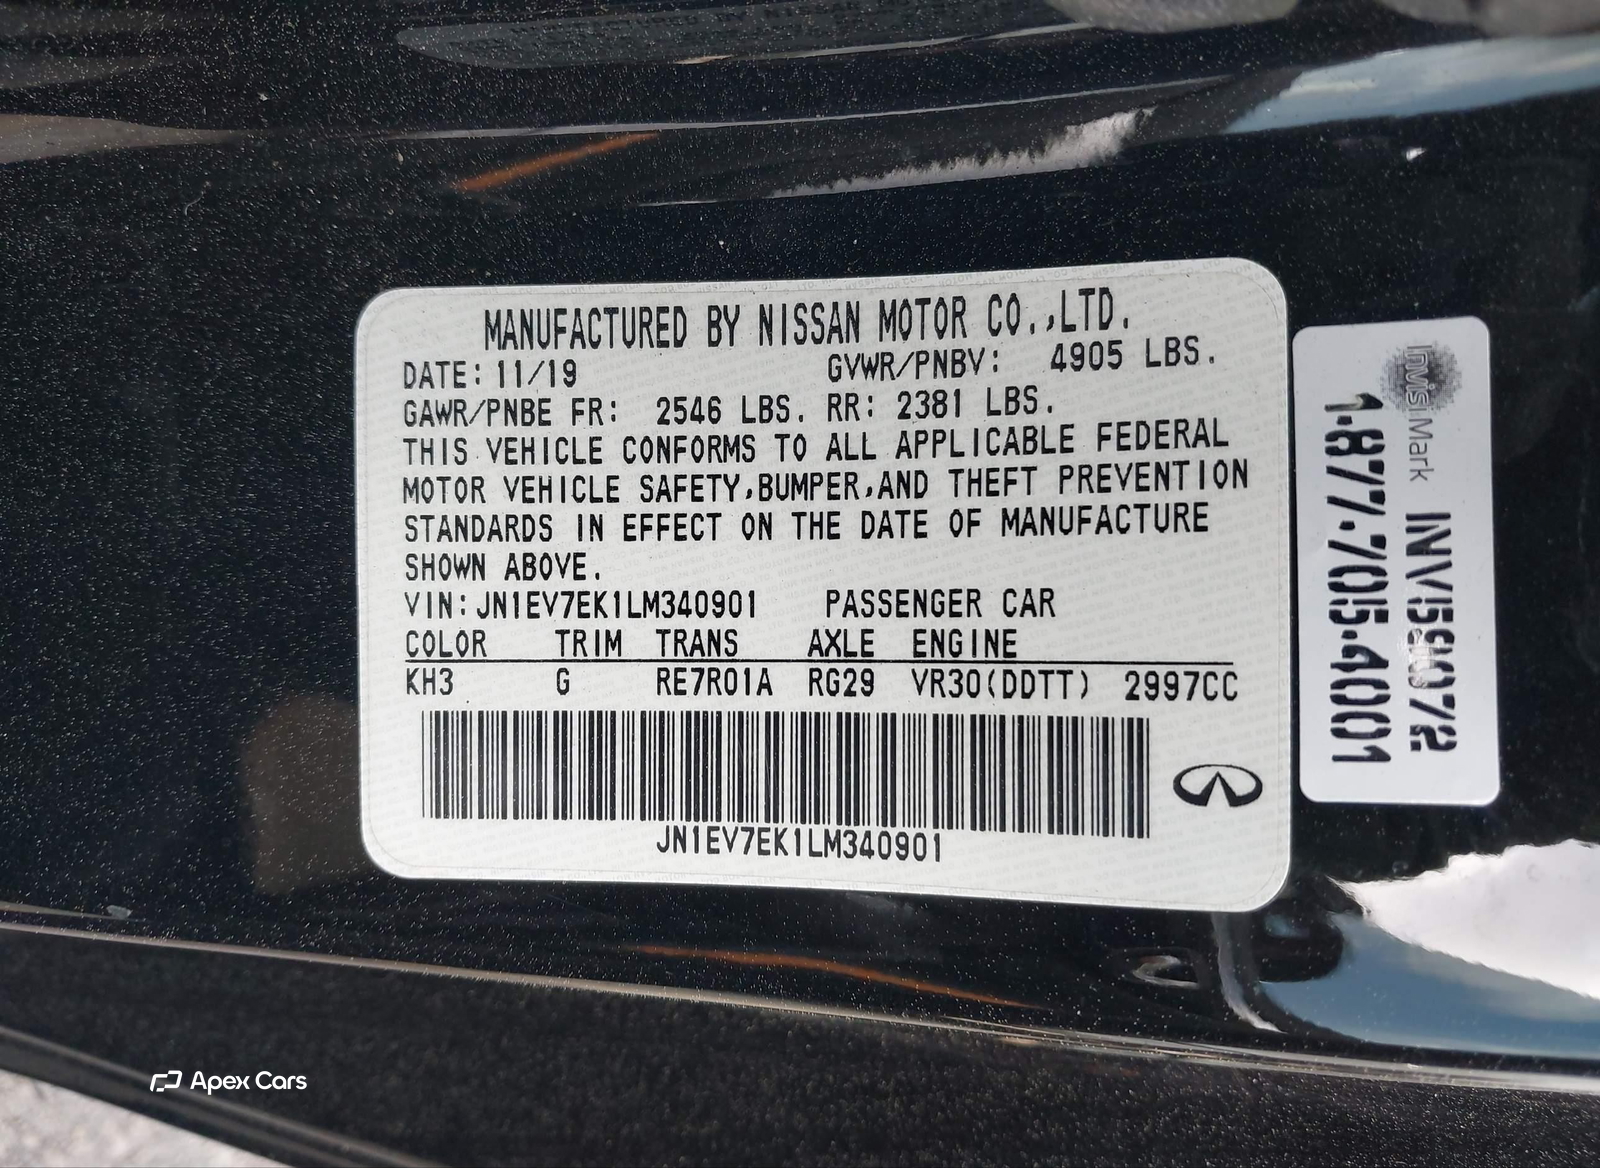 MANUFACTURED BY NISSAN MOTOR CO.,LTD.
DATE: 11/19 GVWR/PNBV: 4905 LBS.
GAWR/PNBE FR: 2546 LBS. RR: 2381 LBS.
THIS VEHICLE CONFORMS TO ALL APPLICABLE FEDERAL
MOTOR VEHICLE SAFETY,BUMPER,AND THEFT PREVENTION
STANDARDS IN EFFECT ON THE DATE OF MANUFACTURE
SHOWN ABOVE.
VIN: JN1EV7EK1LM340901 PASSENGER CAR
COLOR TRIM TRANS AXLE ENGINE
KH3 G RE7R01A RG29 VR30(DDTT) 2997CC
JN1EV7EK1LM340901
InvisiMark INV59072
1-877-705-4001
Apex Cars